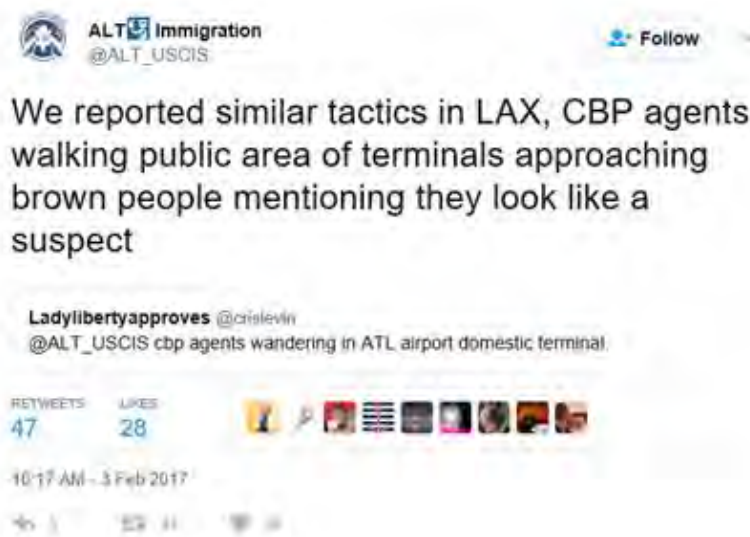 ALT Immigration
@ALT_USCIS
Follow
We reported similar tactics in LAX, CBP agents
walking public area of terminals approaching
brown people mentioning they look like a
suspect
Ladylibertyapproves @crislevin
@ALT_USCIS cbp agents wandering in ATL airport domestic terminal
RETWEETS LIKES
47 28
10:17 AM - 3 Feb 2017